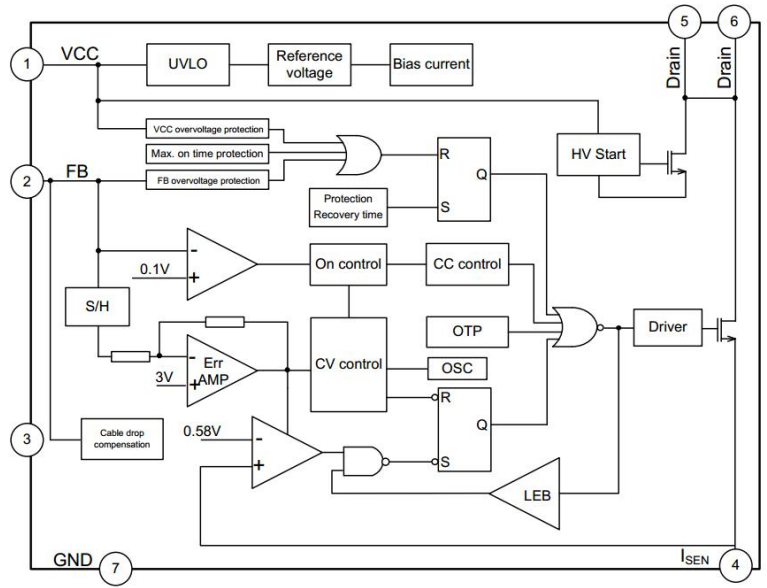 5
6
1
VCC
UVLO
Reference
voltage
Bias current
Drain
Drain
VCC overvoltage protection
Max. on time protection
FB overvoltage protection
HV Start
2
FB
R
Q
S
Protection
Recovery time
-
+
0.1V
On control
CC control
S/H
OTP
Driver
-
Err
+AMP
3V
CV control
OSC
R
Q
S
3
Cable drop
compensation
0.58V
-
+
LEB
GND
7
ISEN
4